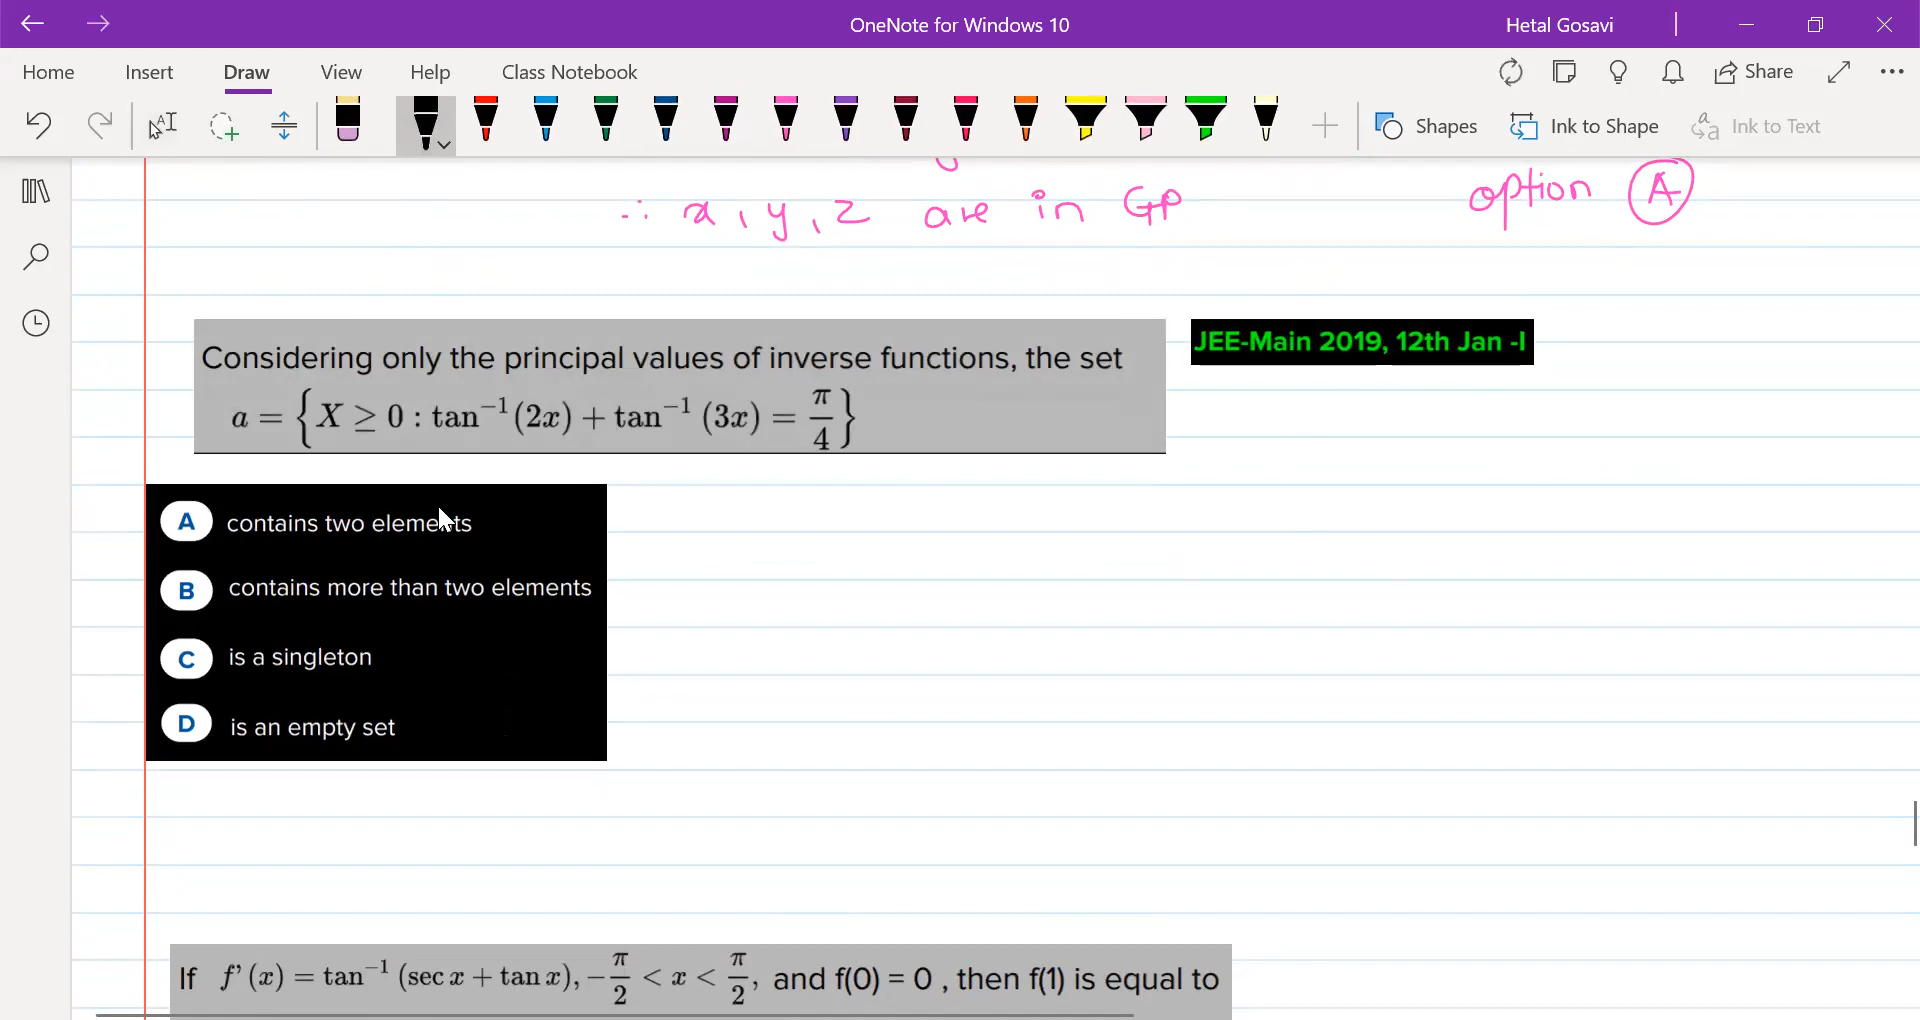 OneNote for Windows 10
Hetal Gosavi
Home Insert Draw View Help Class Notebook
Share
Shapes Ink to Shape Ink to Text
∴ x, y, z are in GP
option A
Considering only the principal values of inverse functions, the set
a = {X ≥ 0 : tan⁻¹(2x) + tan⁻¹(3x) = π/4}
JEE-Main 2019, 12th Jan -I
A contains two elements
B contains more than two elements
C is a singleton
D is an empty set
If f'(x) = tan⁻¹(sec x + tan x), −π/2 < x < π/2, and f(0) = 0 , then f(1) is equal to